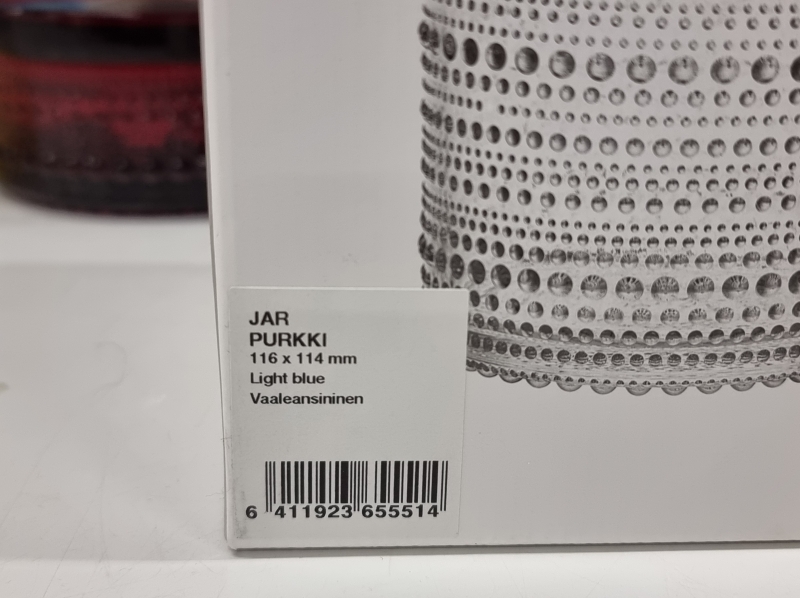 JAR
PURKKI
116 x 114 mm
Light blue
Vaaleansininen
6 411923 655514